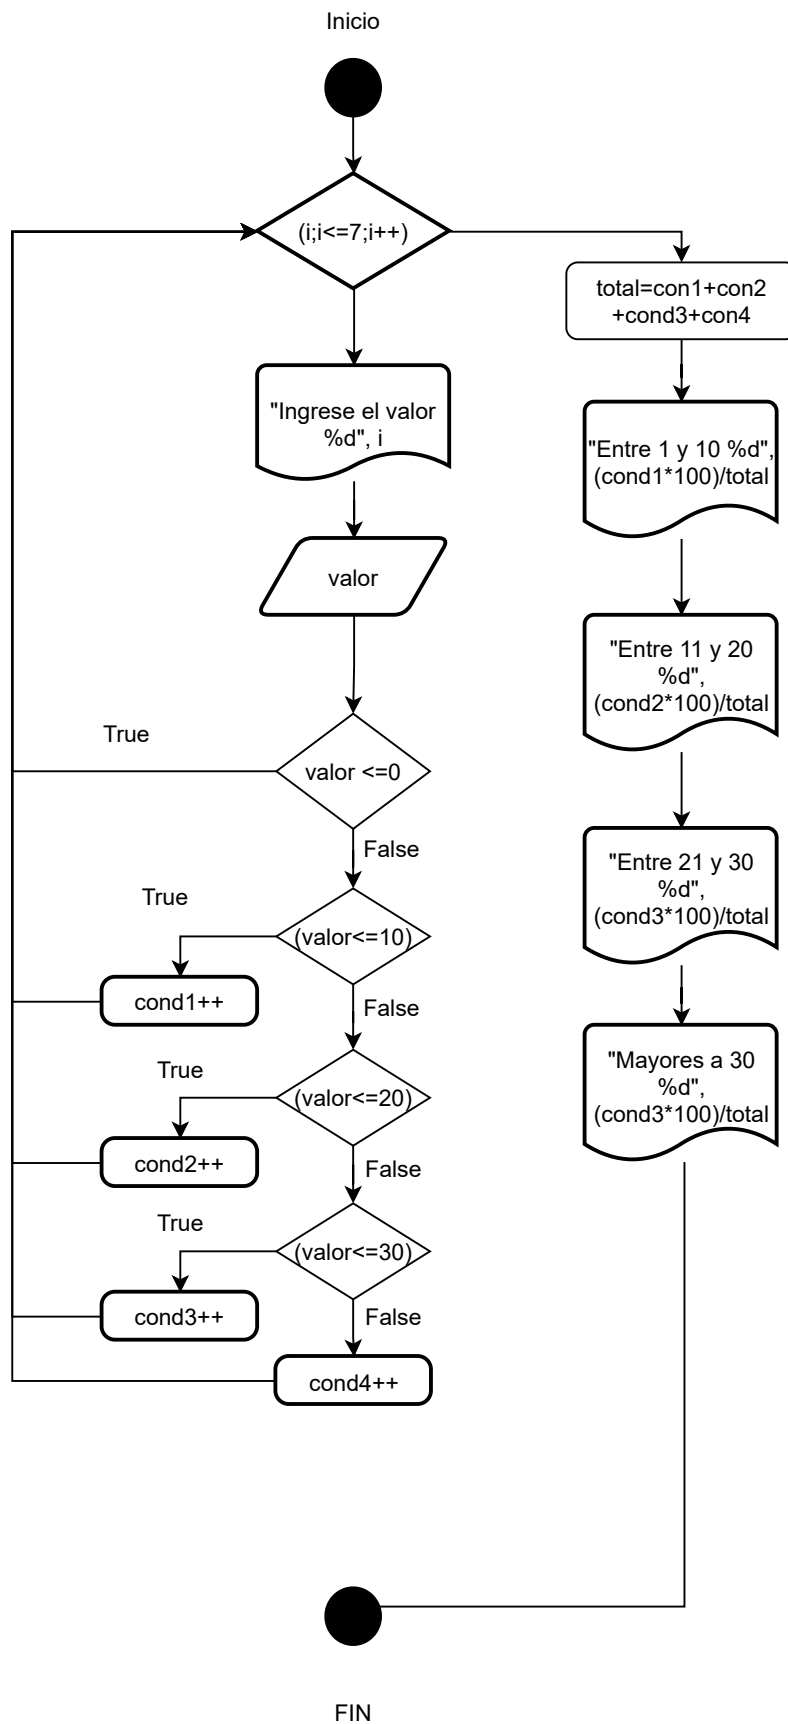 Inicio
(i;i<=7;i++)
total=con1+con2
+cond3+con4
"Ingrese el valor
%d", i
"Entre 1 y 10 %d",
(cond1*100)/total
valor
"Entre 11 y 20
%d",
(cond2*100)/total
True
valor <=0
False
"Entre 21 y 30
%d",
(cond3*100)/total
True
(valor<=10)
cond1++
False
"Mayores a 30
%d",
(cond3*100)/total
True
(valor<=20)
cond2++
False
True
(valor<=30)
cond3++
False
cond4++
FIN